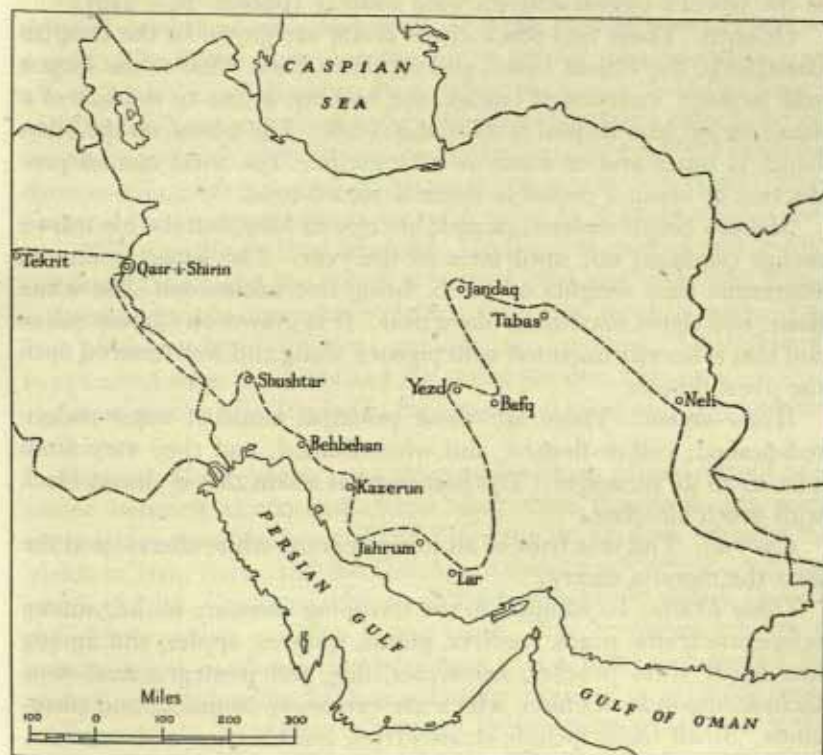 CASPIAN
SEA
Tekrit
Qasr-i-Shirin
Jandaq
Tabas
Shushtar
Yezd
Befq
Neh
Behbehan
Kazerun
Jahrum
Lar
PERSIAN GULF
GULF OF OMAN
Miles
100 0 100 200 300